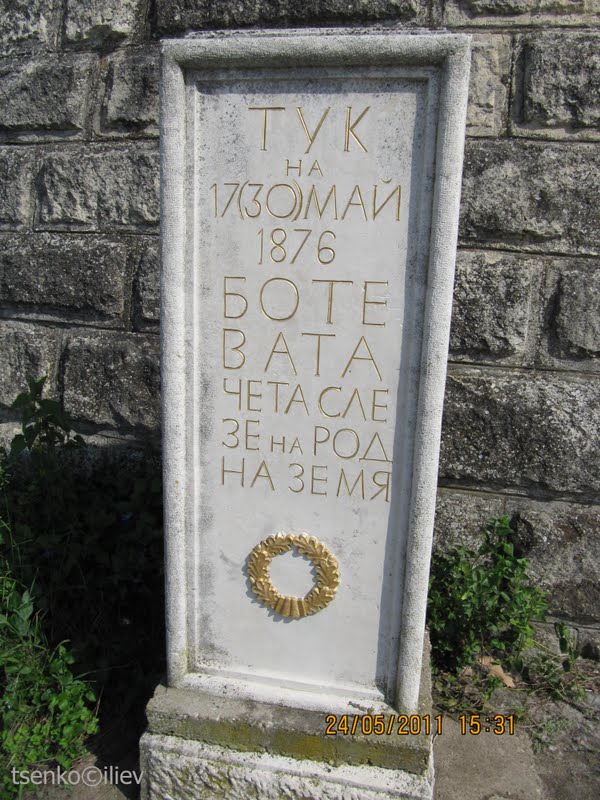 ТУК
НА
17(30)МАЙ
1876
БОТЕ
ВАТА
ЧЕТА СЛЕ
ЗЕ НА РОД
НА ЗЕМЯ
24/05/2011 15:31
tsenko©iliev